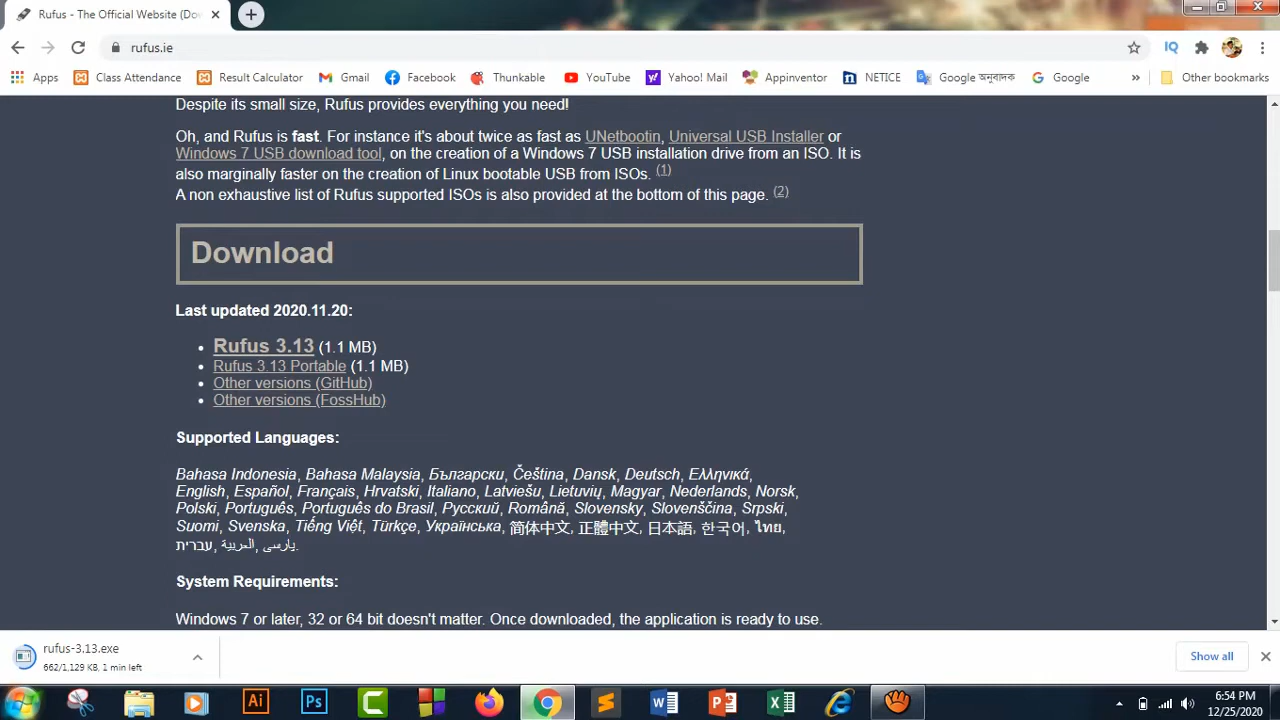 Rufus - The Official Website (Do
rufus.ie
IQ
Apps Class Attendance Result Calculator Gmail Facebook Thunkable YouTube Yahoo! Mail Appinventor NETICE Google অনুবাদক Google » Other bookmarks
Despite its small size, Rufus provides everything you need!
Oh, and Rufus is fast. For instance it's about twice as fast as UNetbootin, Universal USB Installer or
Windows 7 USB download tool, on the creation of a Windows 7 USB installation drive from an ISO. It is
also marginally faster on the creation of Linux bootable USB from ISOs. (1)
A non exhaustive list of Rufus supported ISOs is also provided at the bottom of this page. (2)
Download
Last updated 2020.11.20:
• Rufus 3.13 (1.1 MB)
• Rufus 3.13 Portable (1.1 MB)
• Other versions (GitHub)
• Other versions (FossHub)
Supported Languages:
Bahasa Indonesia, Bahasa Malaysia, Български, Čeština, Dansk, Deutsch, Ελληνικά,
English, Español, Français, Hrvatski, Italiano, Latviešu, Lietuvių, Magyar, Nederlands, Norsk,
Polski, Português, Português do Brasil, Русский, Română, Slovensky, Slovenščina, Srpski,
Suomi, Svenska, Tiếng Việt, Türkçe, Українська, 简体中文, 正體中文, 日本語, 한국어, ไทย,
עברית, العربية, پارسی.
System Requirements:
Windows 7 or later, 32 or 64 bit doesn't matter. Once downloaded, the application is ready to use.
rufus-3.13.exe
662/1,129 KB, 1 min left
Show all
Ai Ps
6:54 PM
12/25/2020